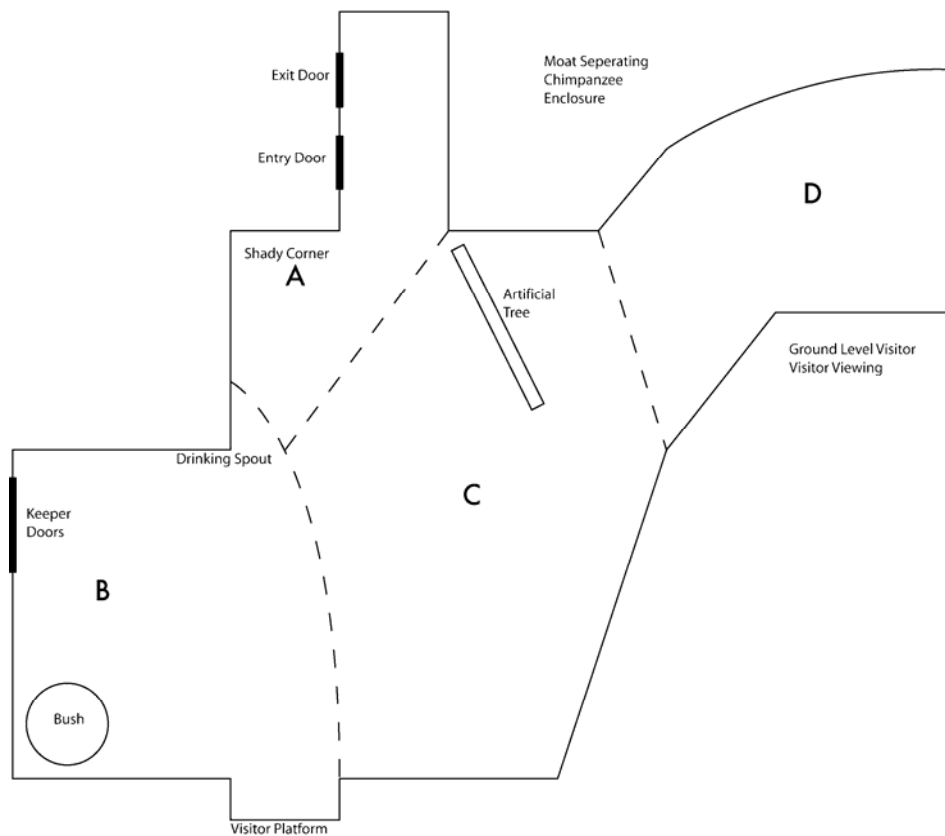 Moat Seperating
Chimpanzee
Enclosure
Exit Door
Entry Door
D
Shady Corner
A
Artificial
Tree
Ground Level Visitor
Visitor Viewing
Drinking Spout
C
Keeper
Doors
B
Bush
Visitor Platform